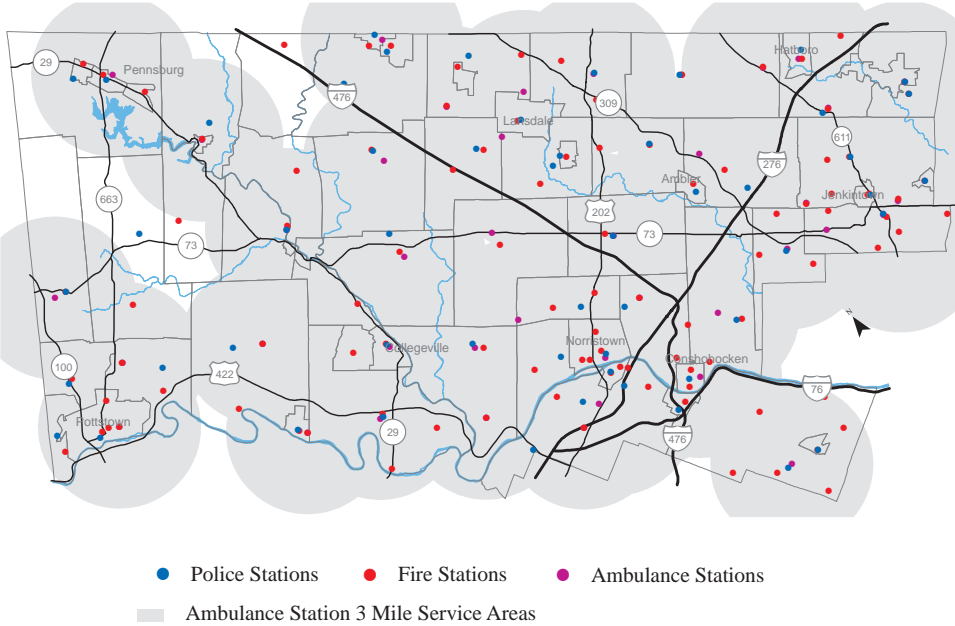 Hatboro
29
Pennsburg
476
309
Lansdale
611
276
Ambler
663
Jenkintown
202
73
73
Norristown
Collegeville
Conshohocken
100
422
76
Pottstown
29
476
N
Police Stations Fire Stations Ambulance Stations
Ambulance Station 3 Mile Service Areas